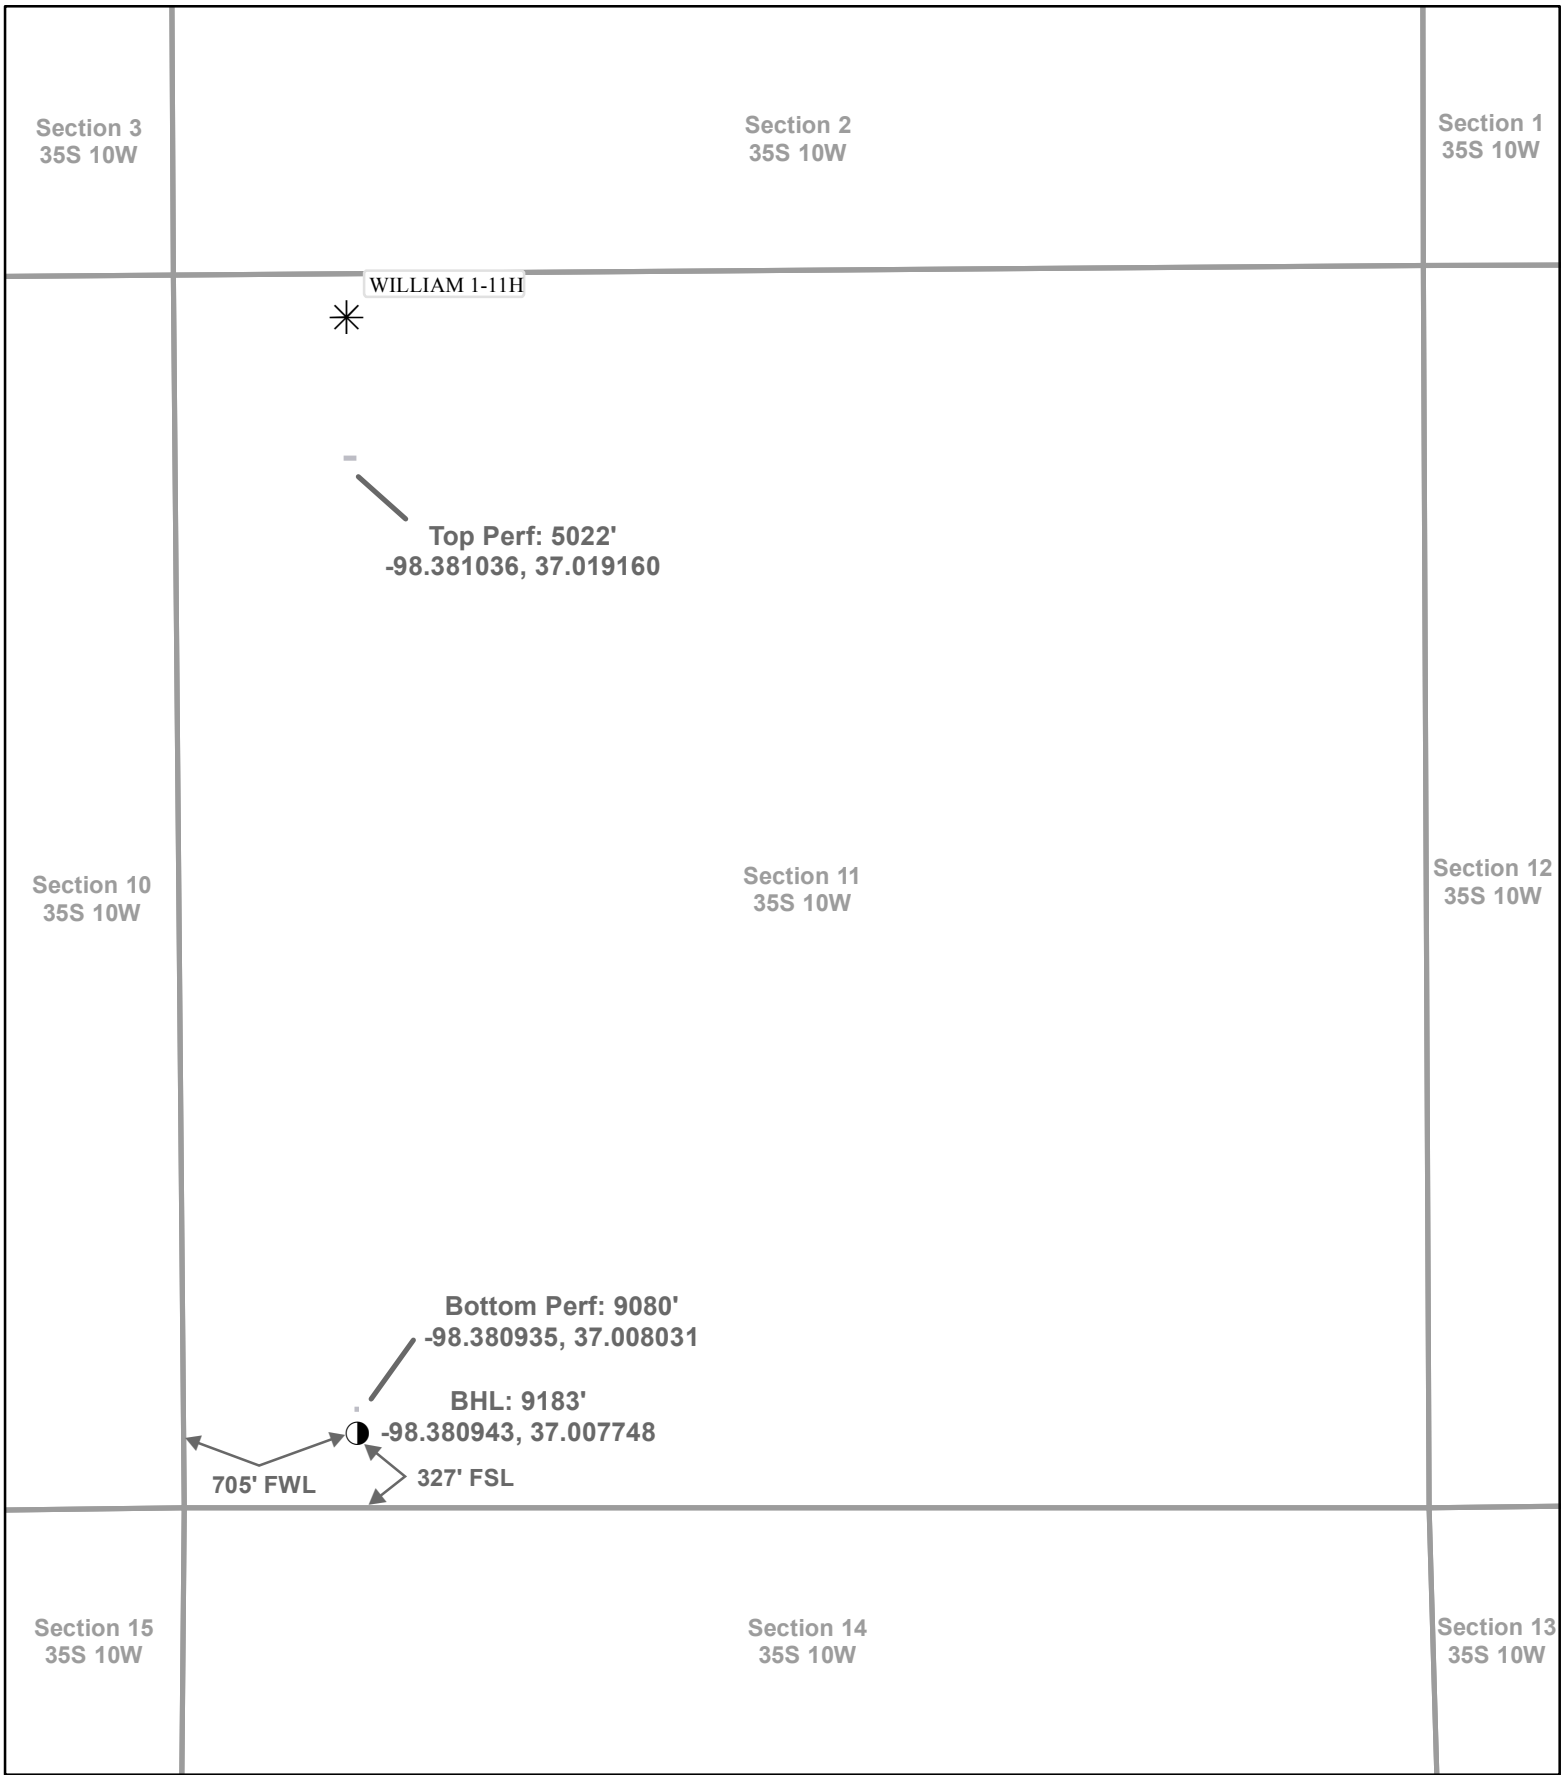 Section 3
35S 10W
Section 2
35S 10W
Section 1
35S 10W
WILLIAM 1-11H
Top Perf: 5022'
-98.381036, 37.019160
Section 10
35S 10W
Section 11
35S 10W
Section 12
35S 10W
Bottom Perf: 9080'
-98.380935, 37.008031
BHL: 9183'
-98.380943, 37.007748
705' FWL
327' FSL
Section 15
35S 10W
Section 14
35S 10W
Section 13
35S 10W